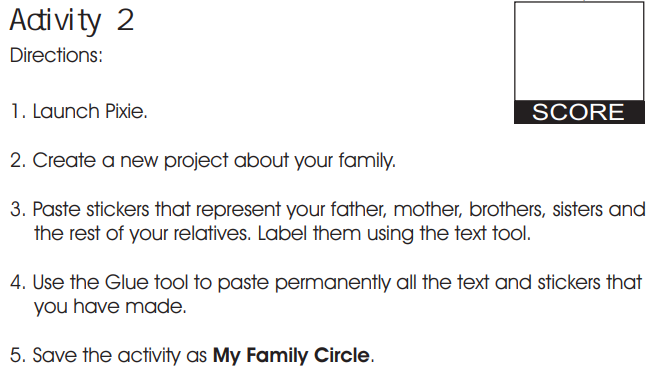 Activity 2
Directions:
SCORE
1. Launch Pixie.
2. Create a new project about your family.
3. Paste stickers that represent your father, mother, brothers, sisters and
the rest of your relatives. Label them using the text tool.
4. Use the Glue tool to paste permanently all the text and stickers that
you have made.
5. Save the activity as My Family Circle.